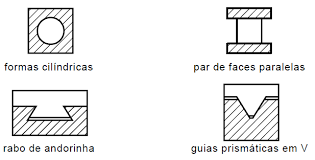 formas cilíndricas
par de faces paralelas
rabo de andorinha
guias prismáticas em V